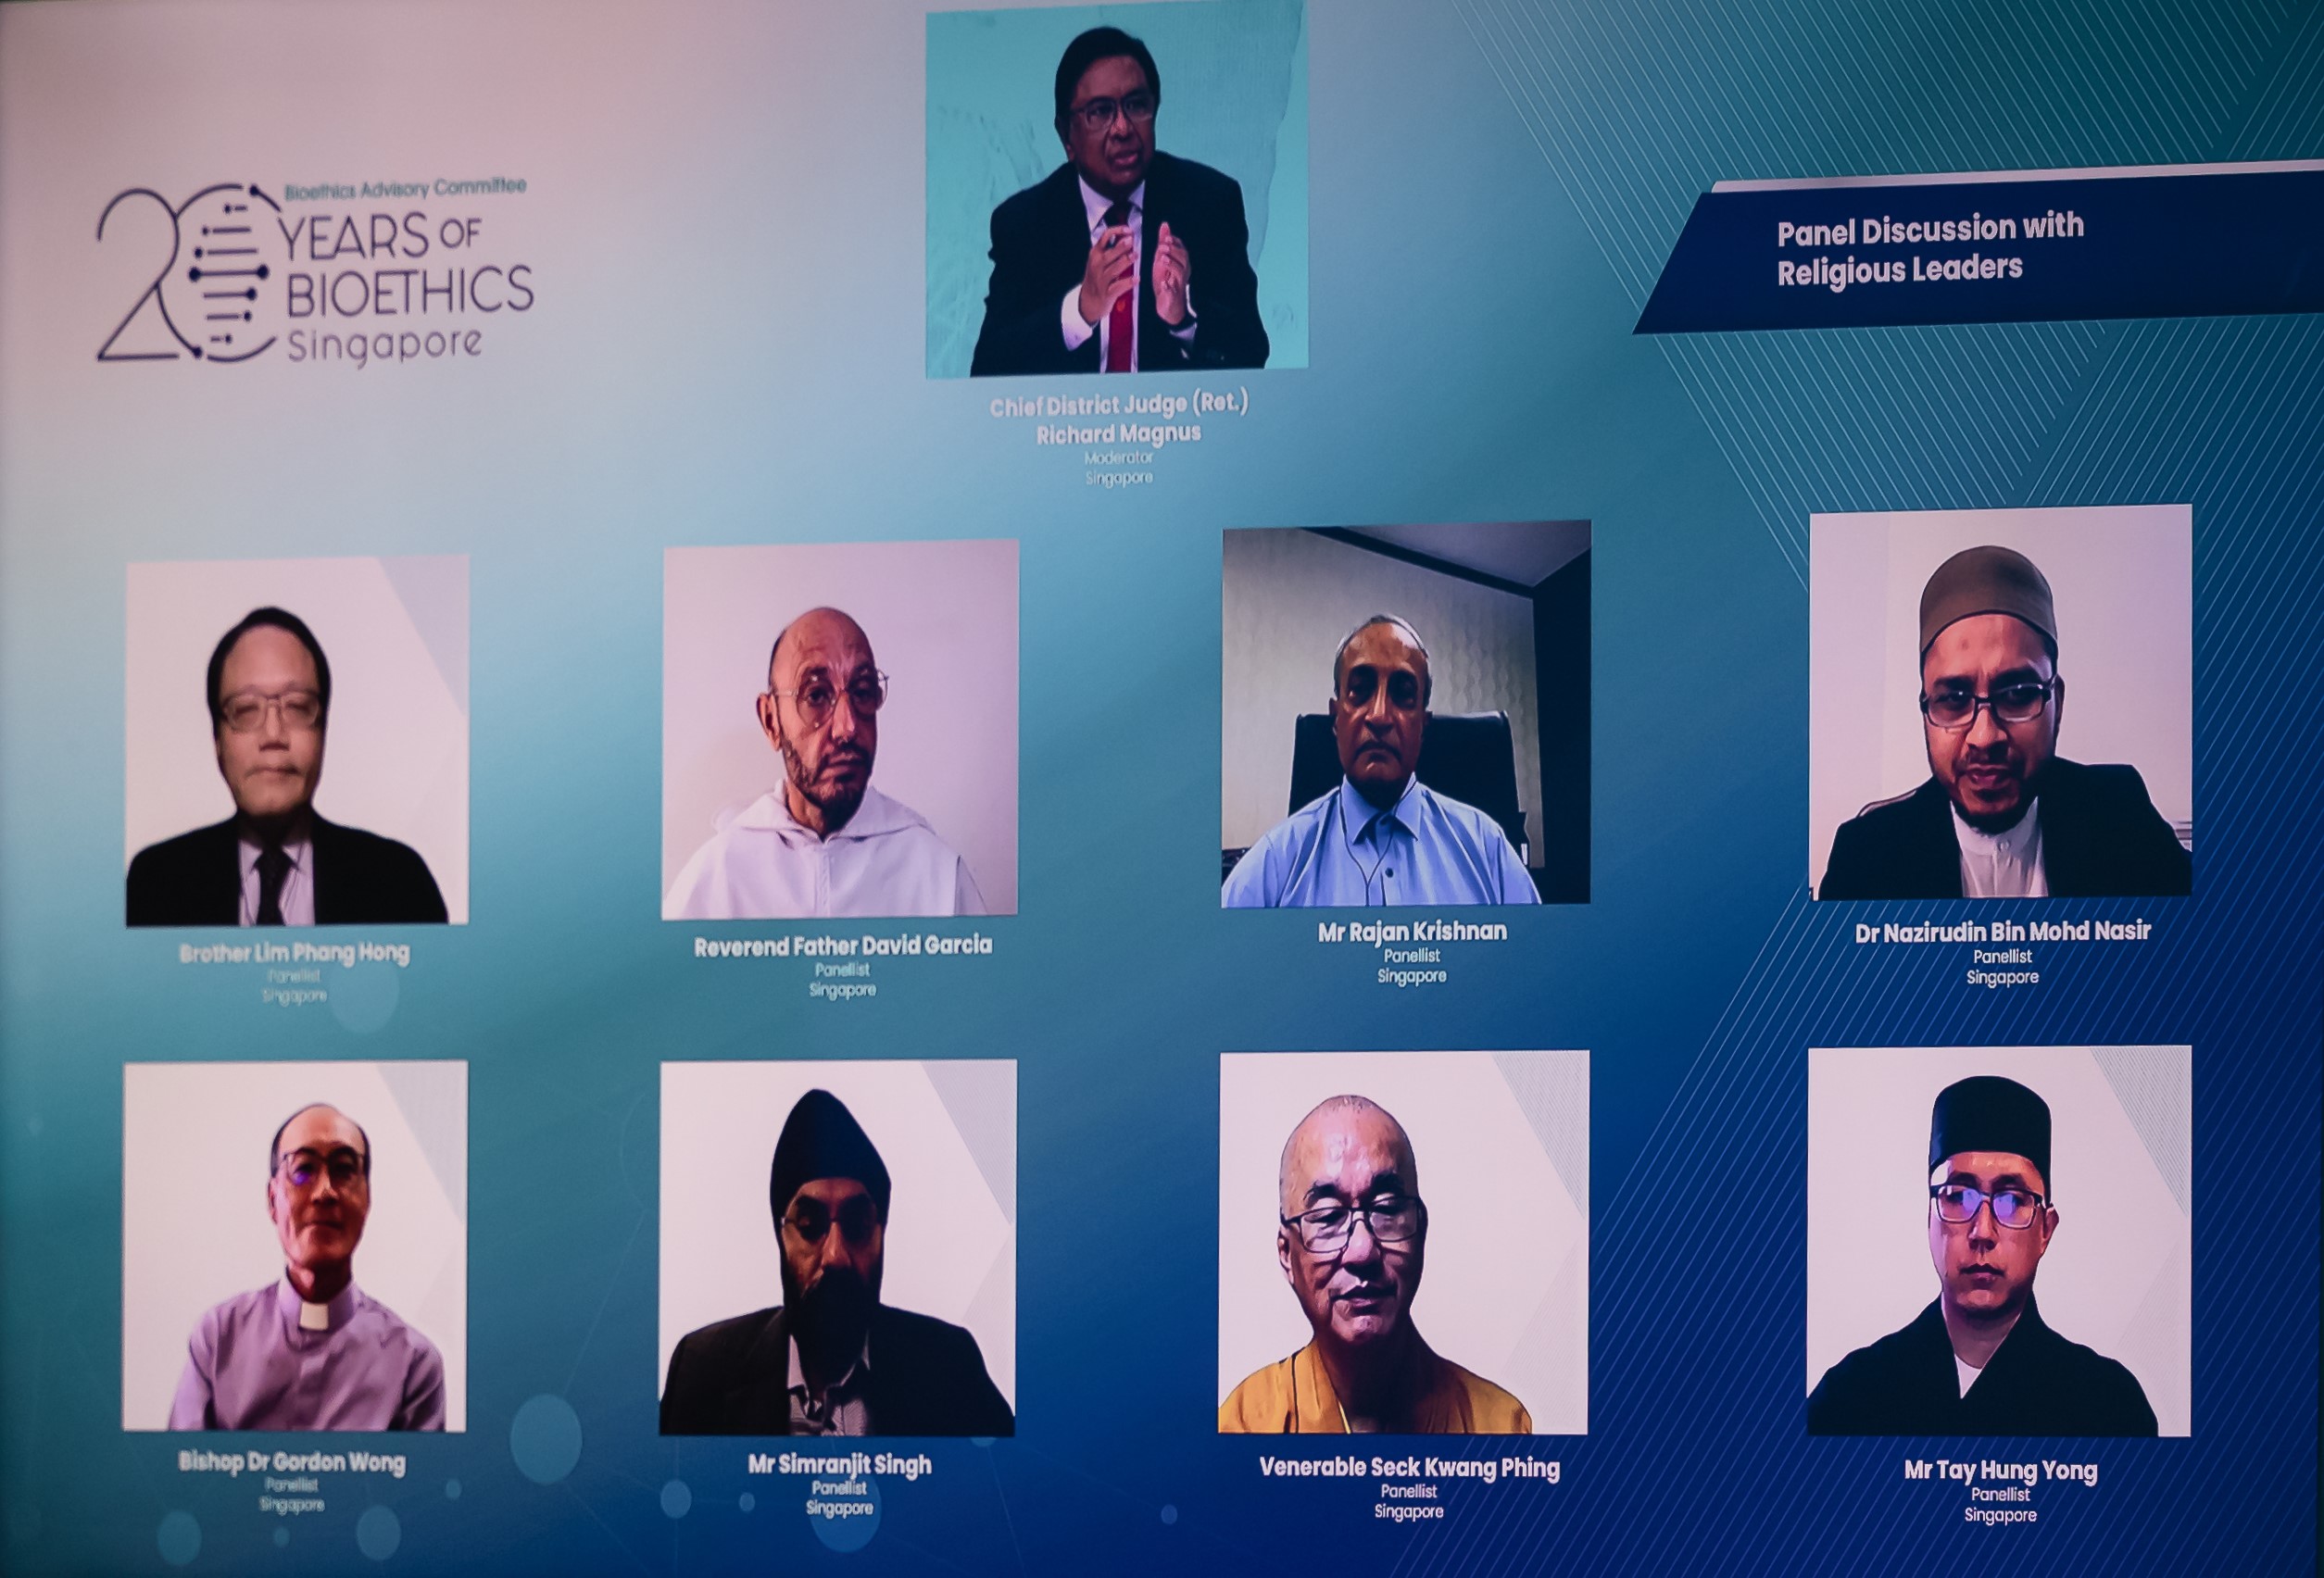 Bioethics Advisory Committee
20 YEARS OF
BIOETHICS
Singapore
Panel Discussion with
Religious Leaders
Chief District Judge (Ret.)
Richard Magnus
Moderator
Singapore
Brother Lim Phang Hong
Panellist
Singapore
Reverend Father David Garcia
Panellist
Singapore
Mr Rajan Krishnan
Panellist
Singapore
Dr Nazirudin Bin Mohd Nasir
Panellist
Singapore
Bishop Dr Gordon Wong
Panellist
Singapore
Mr Simranjit Singh
Panellist
Singapore
Venerable Seck Kwang Phing
Panellist
Singapore
Mr Tay Hung Yong
Panellist
Singapore